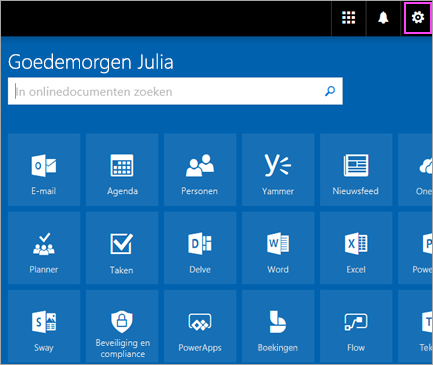 Goedemorgen Julia
In onlinedocumenten zoeken
E-mail
Agenda
Personen
Yammer
Nieuwsfeed
One
Planner
Taken
Delve
Word
Excel
Powe
Sway
Beveiliging en
compliance
PowerApps
Boekingen
Flow
Tek